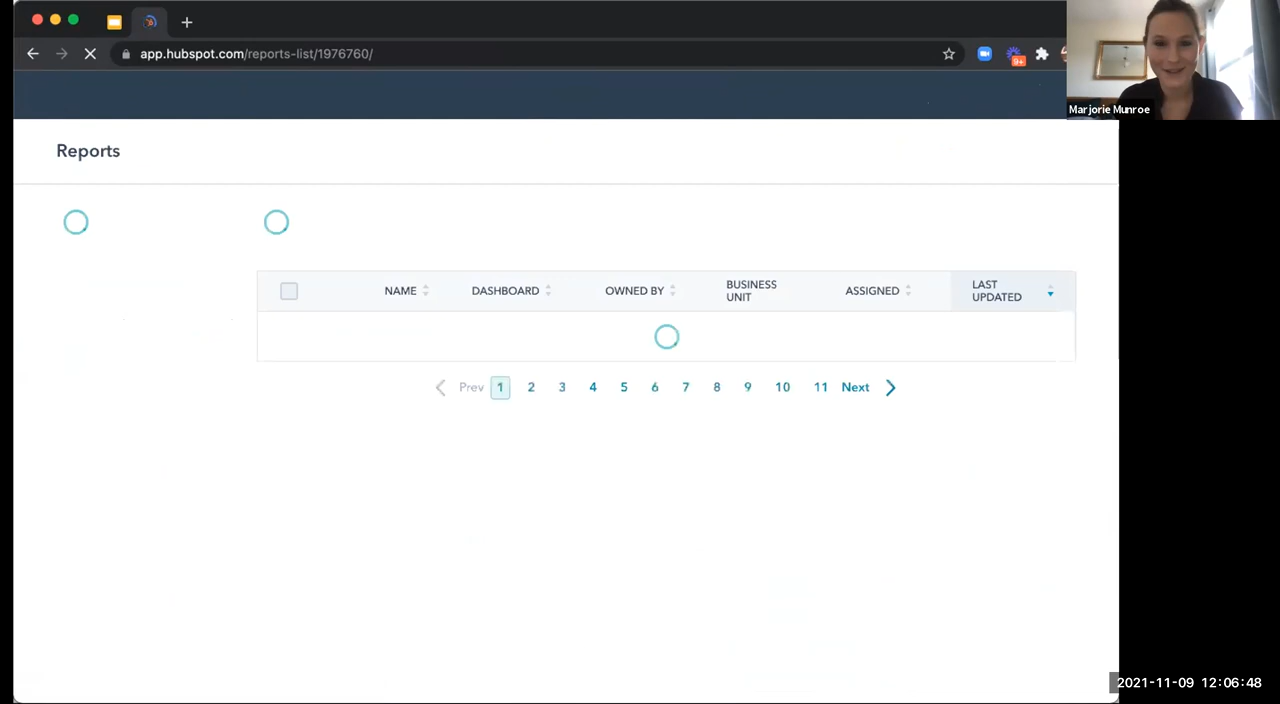 app.hubspot.com/reports-list/1976760/
9+
Marjorie Munroe
Reports
NAME DASHBOARD OWNED BY BUSINESS UNIT ASSIGNED LAST UPDATED
Prev 1 2 3 4 5 6 7 8 9 10 11 Next
2021-11-09 12:06:48